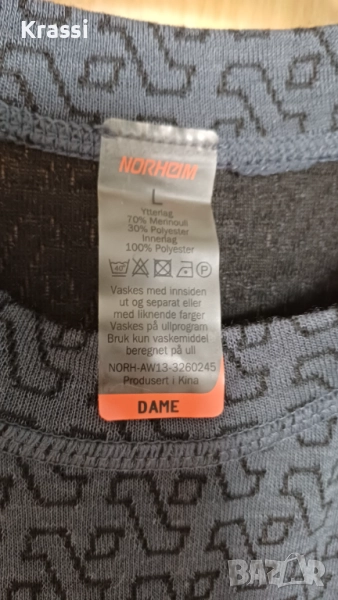 Krassi
NORHEIM
L
Ytterlag
70% Merinoull
30% Polyester
Innerlag
100% Polyester
Vaskes med innsiden
ut og separat eller
med liknende farger
Vaskes på ullprogram
Bruk kun vaskemiddel
beregnet på ull
NORH-AW13-3260245
Produsert i Kina
DAME
BAZAR